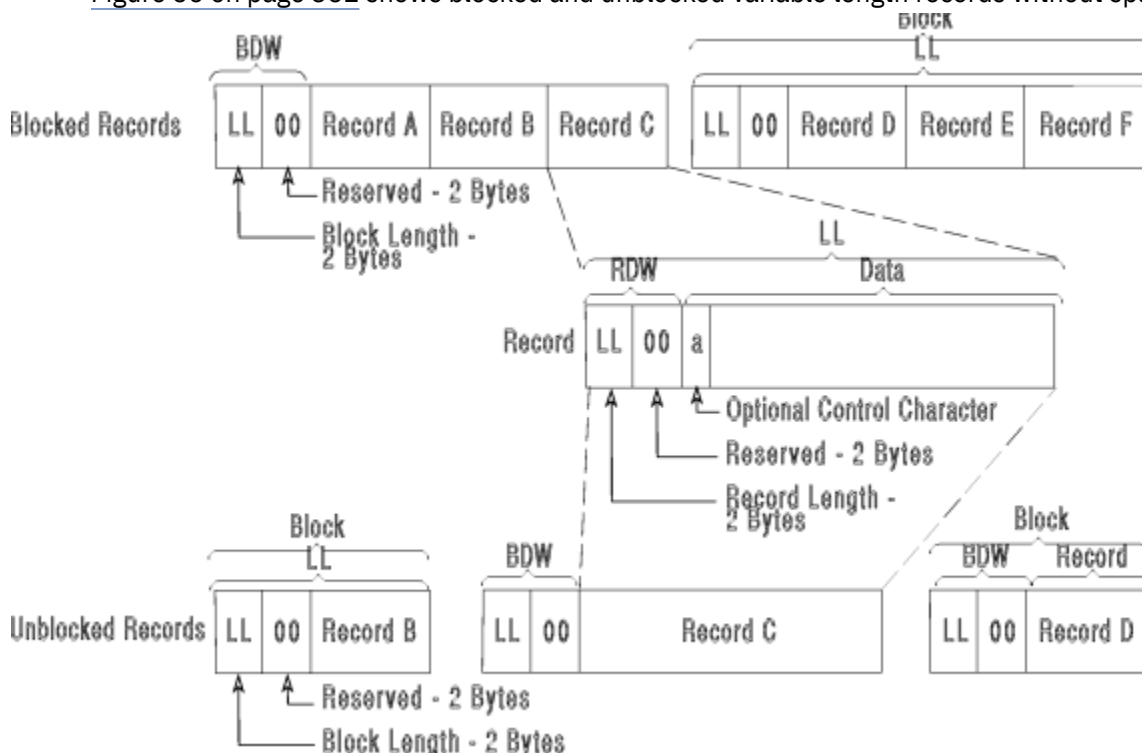 BDW
Block
LL
Blocked Records LL 00 Record A Record B Record C LL 00 Record D Record E Record F
Reserved - 2 Bytes
Block Length -
2 Bytes
LL
RDW Data
Record LL 00 a
Optional Control Character
Reserved - 2 Bytes
Record Length -
2 Bytes
Block Block
LL BDW BDW Record
Unblocked Records LL 00 Record B LL 00 Record C LL 00 Record D
Reserved - 2 Bytes
Block Length - 2 Bytes